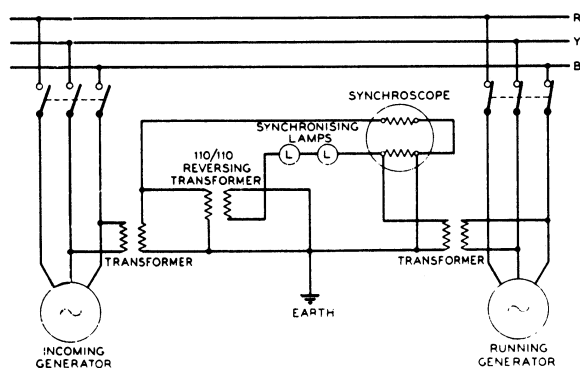 R
Y
B
SYNCHROSCOPE
SYNCHRONISING
LAMPS
110/110
REVERSING
TRANSFORMER
L L
TRANSFORMER
TRANSFORMER
EARTH
INCOMING
GENERATOR
RUNNING
GENERATOR